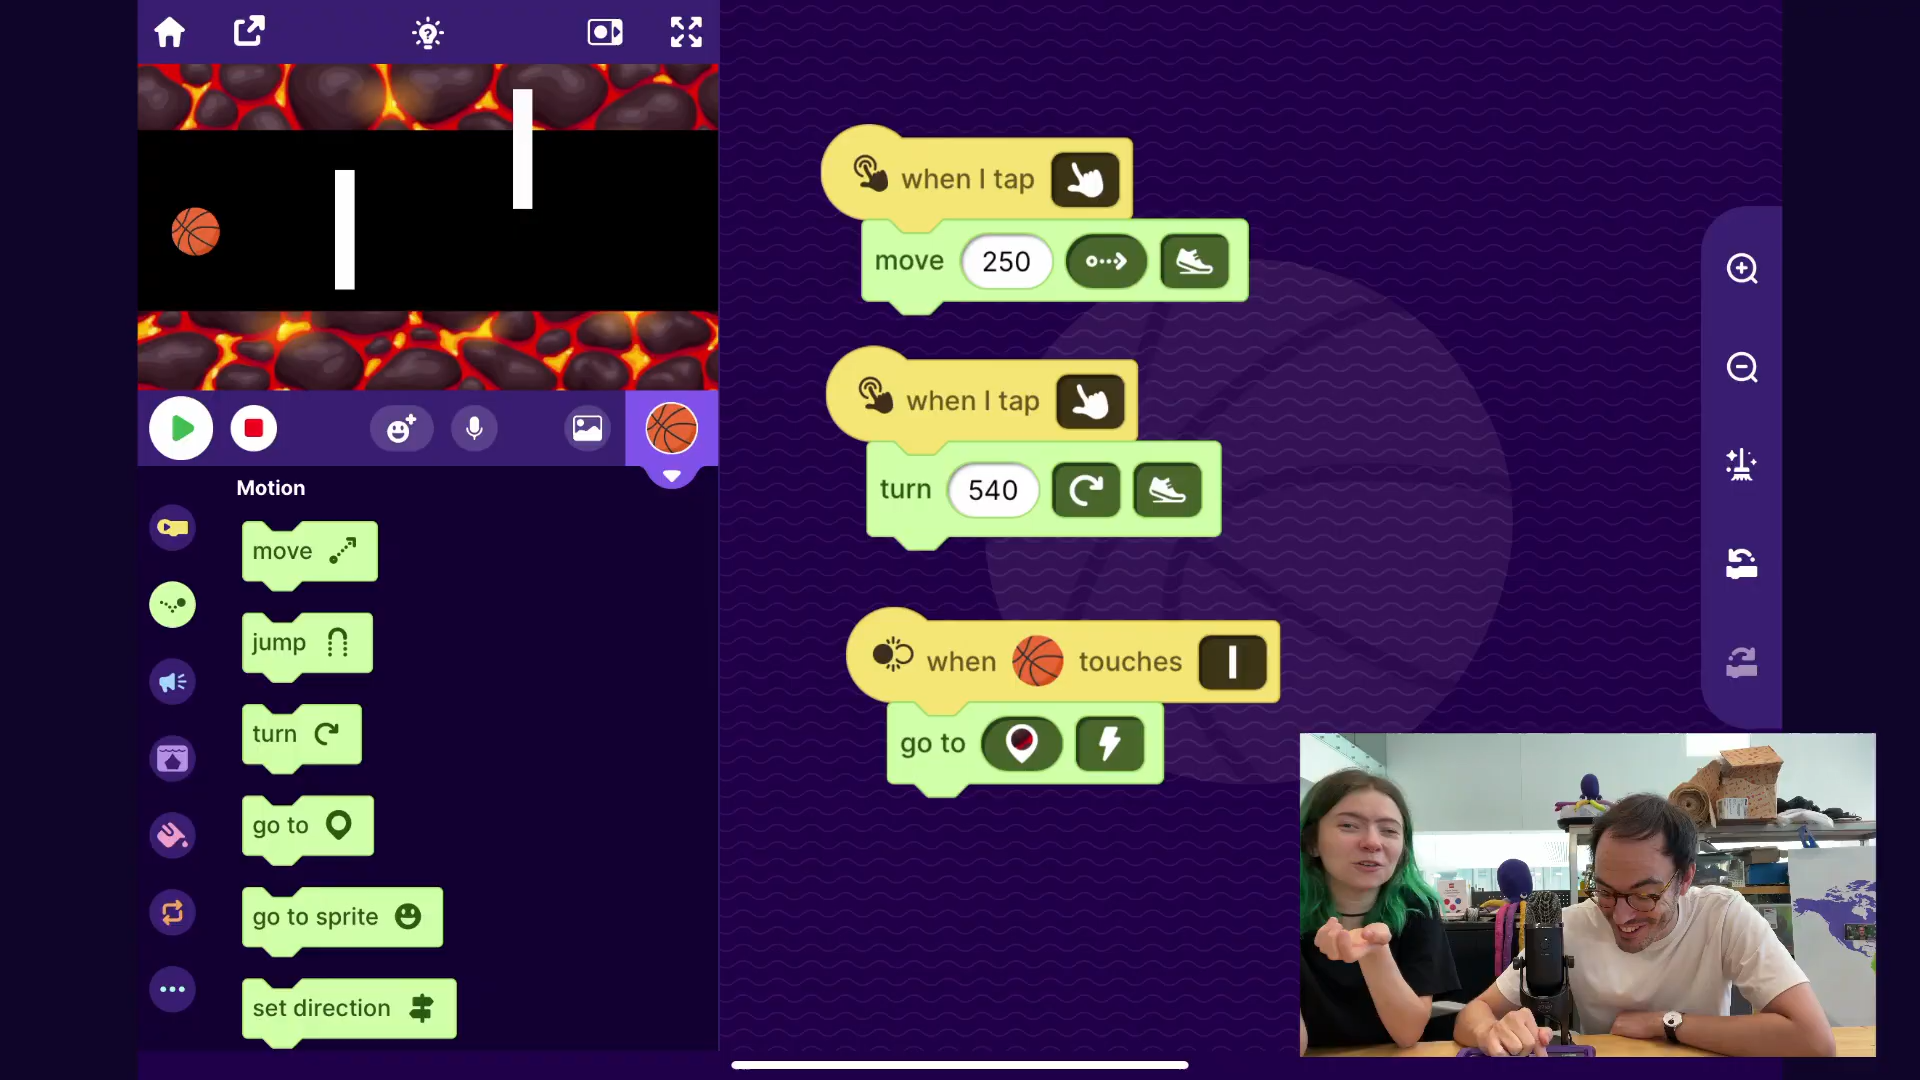 when I tap
move 250
when I tap
turn 540
Motion
move
jump
turn
go to
go to sprite
set direction
when touches
go to